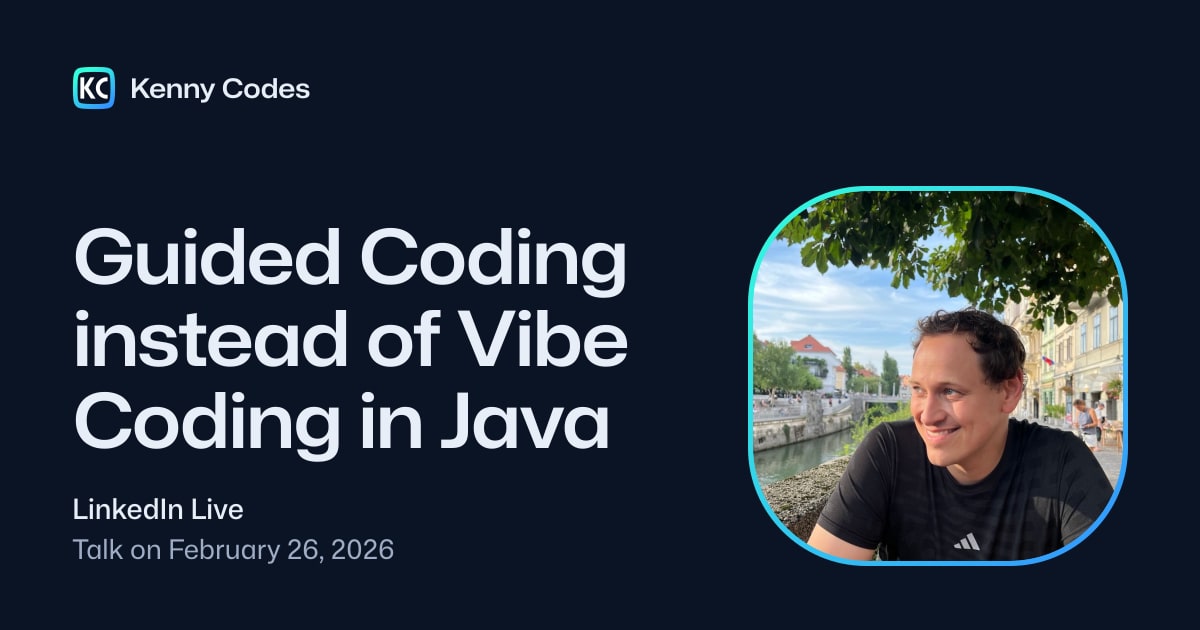 KC Kenny Codes
Guided Coding
instead of Vibe
Coding in Java
LinkedIn Live
Talk on February 26, 2026